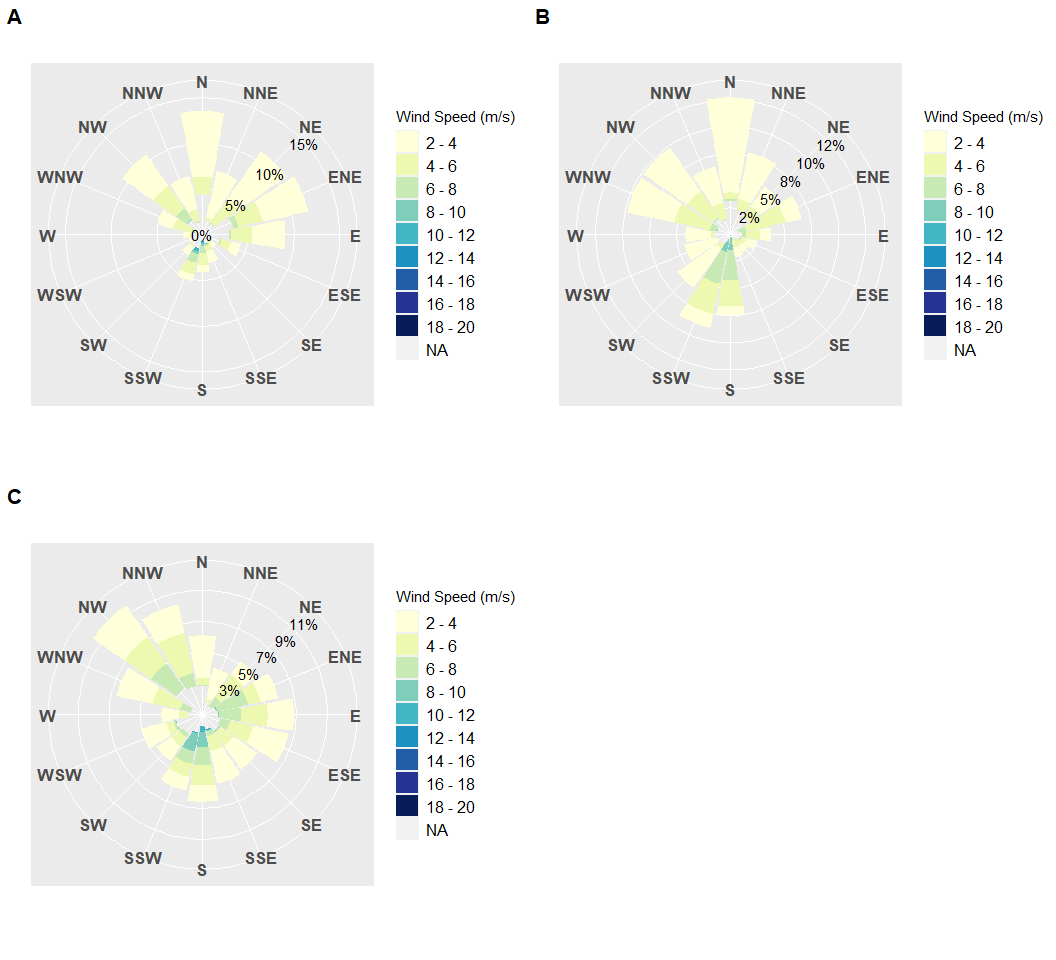 A
N
NNW
NNE
NW
NE
15%
WNW
10%
ENE
5%
W
0%
E
WSW
ESE
SW
SE
SSW
SSE
S
Wind Speed (m/s)
2 - 4
4 - 6
6 - 8
8 - 10
10 - 12
12 - 14
14 - 16
16 - 18
18 - 20
NA
B
N
NNW
NNE
NW
NE
12%
10%
WNW
8%
ENE
5%
2%
W
E
WSW
ESE
SW
SE
SSW
SSE
S
Wind Speed (m/s)
2 - 4
4 - 6
6 - 8
8 - 10
10 - 12
12 - 14
14 - 16
16 - 18
18 - 20
NA
C
N
NNW
NNE
NW
NE
11%
9%
WNW
7%
ENE
5%
3%
W
E
WSW
ESE
SW
SE
SSW
SSE
S
Wind Speed (m/s)
2 - 4
4 - 6
6 - 8
8 - 10
10 - 12
12 - 14
14 - 16
16 - 18
18 - 20
NA